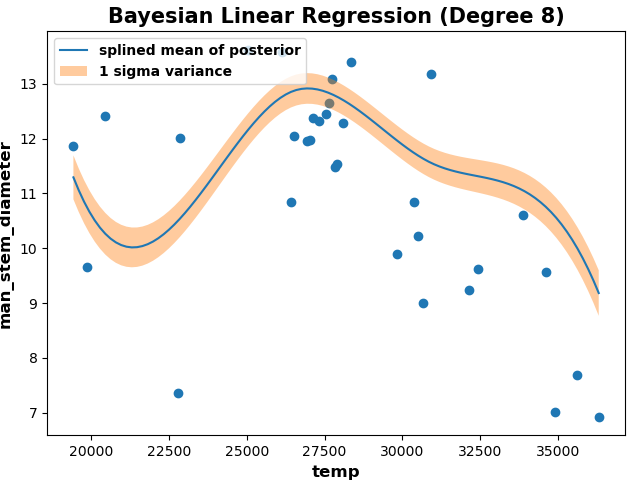 Bayesian Linear Regression (Degree 8)
splined mean of posterior
1 sigma variance
man_stem_diameter
13
12
11
10
9
8
7
20000 22500 25000 27500 30000 32500 35000
temp